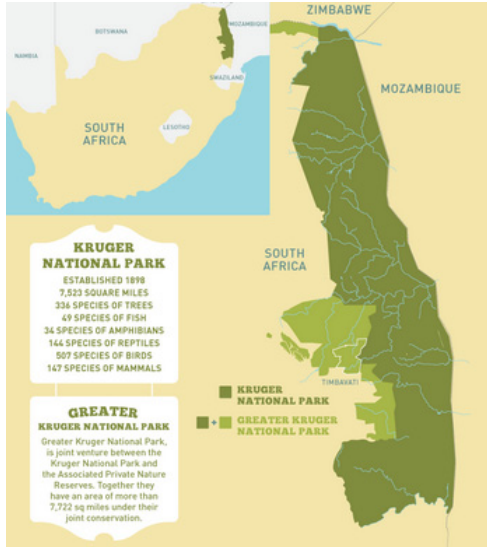 ZIMBABWE
MOZAMBIQUE
BOTSWANA
NAMIBIA
SWAZILAND
MOZAMBIQUE
SOUTH
AFRICA
LESOTHO
SOUTH
AFRICA
KRUGER
NATIONAL PARK
ESTABLISHED 1898
7,523 SQUARE MILES
336 SPECIES OF TREES
49 SPECIES OF FISH
34 SPECIES OF AMPHIBIANS
144 SPECIES OF REPTILES
507 SPECIES OF BIRDS
147 SPECIES OF MAMMALS
TIMBAVATI
KRUGER
NATIONAL PARK
+
GREATER KRUGER
NATIONAL PARK
GREATER
KRUGER NATIONAL PARK
Greater Kruger National Park,
is joint venture between the
Kruger National Park and
the Associated Private Nature
Reserves. Together they
have an area of more than
7,722 sq miles under their
joint conservation.